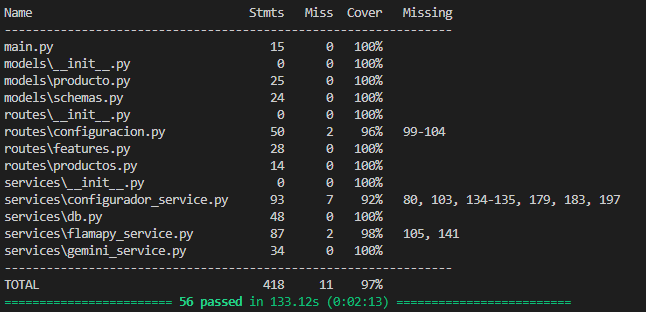 Name                               Stmts   Miss  Cover   Missing
----------------------------------------------------------------
main.py                               15      0   100%
models\__init__.py                     0      0   100%
models\producto.py                    25      0   100%
models\schemas.py                     24      0   100%
routes\__init__.py                     0      0   100%
routes\configuracion.py               50      2    96%   99-104
routes\features.py                    28      0   100%
routes\productos.py                   14      0   100%
services\__init__.py                   0      0   100%
services\configurador_service.py      93      7    92%   80, 103, 134-135, 179, 183, 197
services\db.py                        48      0   100%
services\flamapy_service.py           87      2    98%   105, 141
services\gemini_service.py            34      0   100%
----------------------------------------------------------------
TOTAL                                418     11    97%
======================== 56 passed in 133.12s (0:02:13) =========================